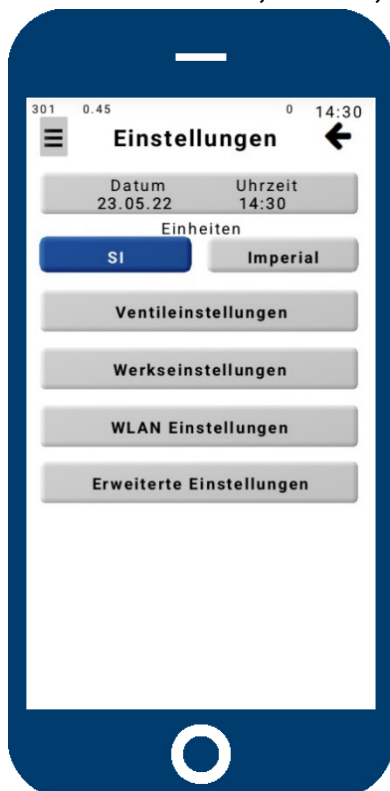 301 0.45 0 14:30
Einstellungen
Datum Uhrzeit
23.05.22 14:30
Einheiten
SI Imperial
Ventileinstellungen
Werkseinstellungen
WLAN Einstellungen
Erweiterte Einstellungen